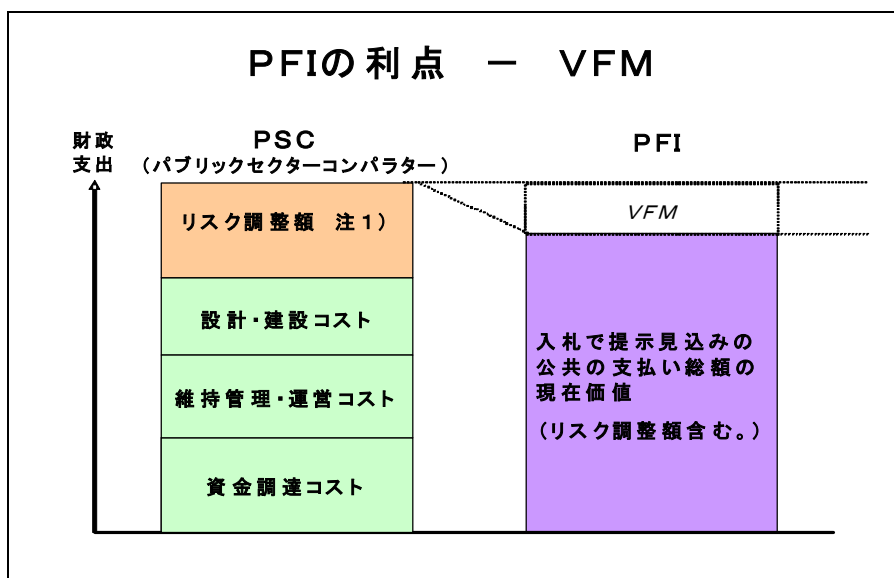 PFIの利点 － VFM
財政
支出
PSC
（パブリックセクターコンパラター）
PFI
リスク調整額 注１）
設計・建設コスト
維持管理・運営コスト
資金調達コスト
VFM
入札で提示見込みの
公共の支払い総額の
現在価値
（リスク調整額含む。）